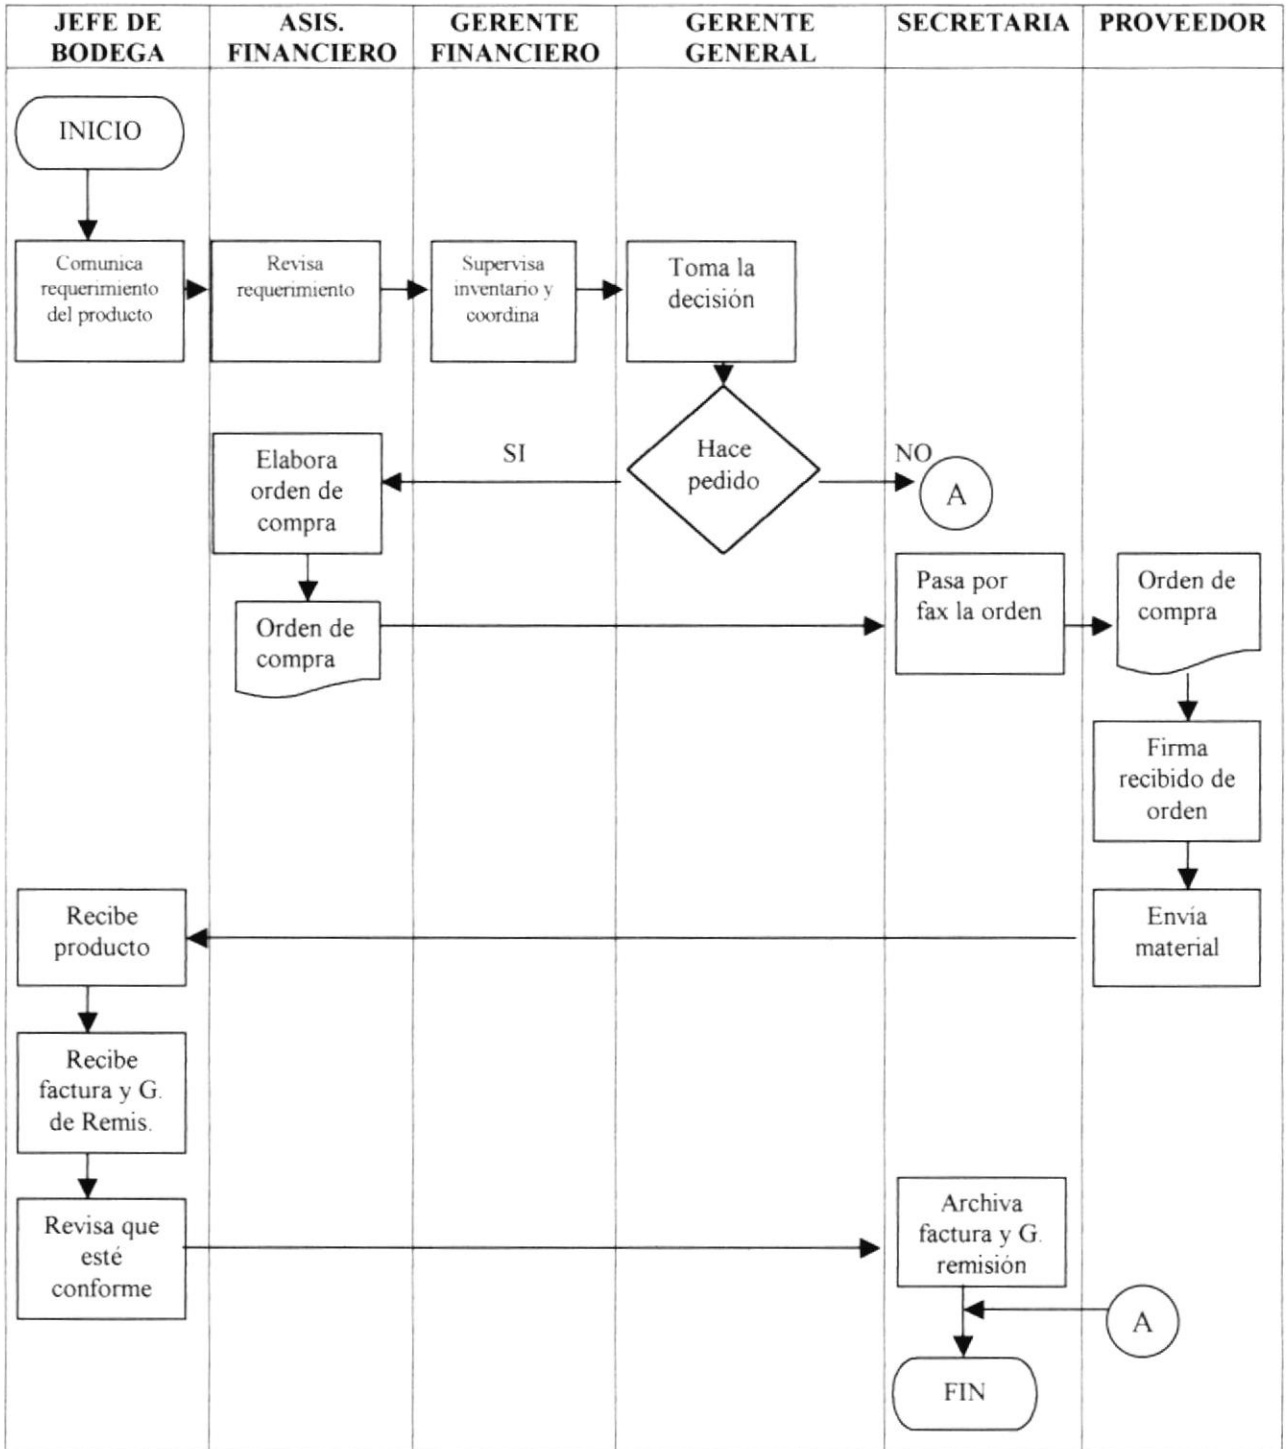 JEFE DE
BODEGA
ASIS.
FINANCIERO
GERENTE
FINANCIERO
GERENTE
GENERAL
SECRETARIA
PROVEEDOR
INICIO
Comunica
requerimiento
del producto
Revisa
requerimiento
Supervisa
inventario y
coordina
Toma la
decisión
Hace
pedido
SI
NO
A
Elabora
orden de
compra
Orden de
compra
Pasa por
fax la orden
Orden de
compra
Firma
recibido de
orden
Envía
material
Recibe
producto
Recibe
factura y G.
de Remis.
Revisa que
esté
conforme
Archiva
factura y G.
remisión
A
FIN